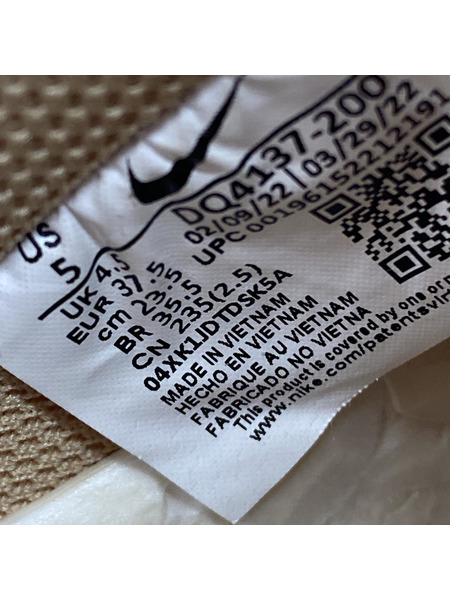 US 5
UK 4.5
EUR 37.5
cm 23.5
BR 35.5
CN 235(2.5)
DQ4137-200
02/09/22 03/29/22
UPC 00196152212191
04XK1JDTDSK5A
MADE IN VIETNAM
HECHO EN VIETNAM
FABRIQUE AU VIETNAM
FABRICADO NO VIETNA
This product is covered by one or
www.nike.com/patents